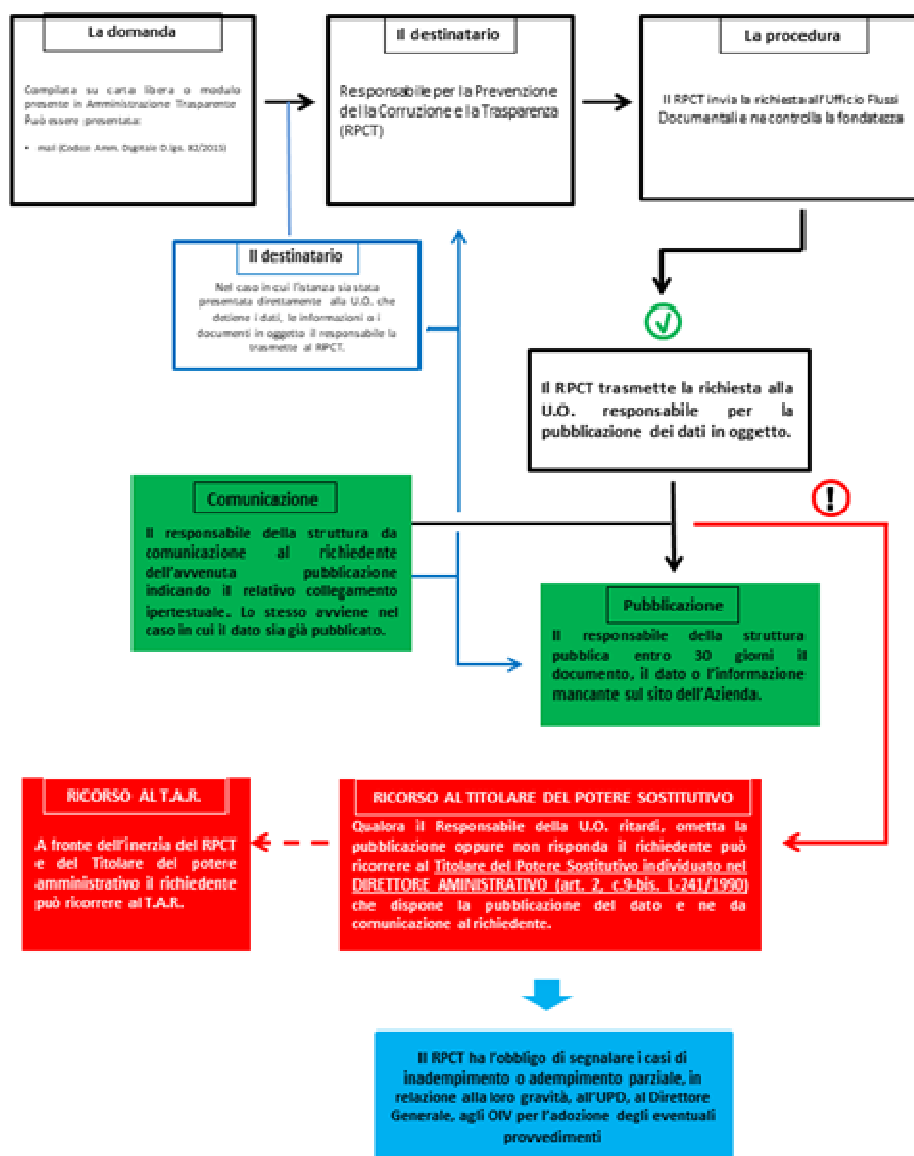 La domanda
Compilata su carta libera o modulo
presente in Amministrazione Trasparente
Può essere presentata:
• mail (Codice Amm. Digitale D.lgs. 82/2015)
Il destinatario
Responsabile per la Prevenzione
della Corruzione e la Trasparenza
(RPCT)
La procedura
Il RPCT invia la richiesta all'Ufficio Flussi
Documentali e ne controlla la fondatezza
Il destinatario
Nel caso in cui l'istanza sia stata
presentata direttamente alla U.O. che
detiene i dati, le informazioni o i
documenti in oggetto il responsabile la
trasmette al RPCT.
Il RPCT trasmette la richiesta alla
U.O. responsabile per la
pubblicazione dei dati in oggetto.
!
Comunicazione
Il responsabile della struttura da
comunicazione al richiedente
dell'avvenuta pubblicazione
indicando il relativo collegamento
ipertestuale. Lo stesso avviene nel
caso in cui il dato sia già pubblicato.
Pubblicazione
Il responsabile della struttura
pubblica entro 30 giorni il
documento, il dato o l'informazione
mancante sul sito dell'Azienda.
RICORSO AL T.A.R.
A fronte dell'inerzia del RPCT
e del Titolare del potere
amministrativo il richiedente
può ricorrere al T.A.R.
RICORSO AL TITOLARE DEL POTERE SOSTITUTIVO
Qualora il Responsabile della U.O. ritardi, ometta la
pubblicazione oppure non risponda il richiedente può
ricorrere al Titolare del Potere Sostitutivo individuato nel
DIRETTORE AMINISTRATIVO (art. 2, c.9-bis. L-241/1990)
che dispone la pubblicazione del dato e ne da
comunicazione al richiedente.
Il RPCT ha l'obbligo di segnalare i casi di
inadempimento o adempimento parziale, in
relazione alla loro gravità, all'UPD, al Direttore
Generale, agli OIV per l'adozione degli eventuali
provvedimenti